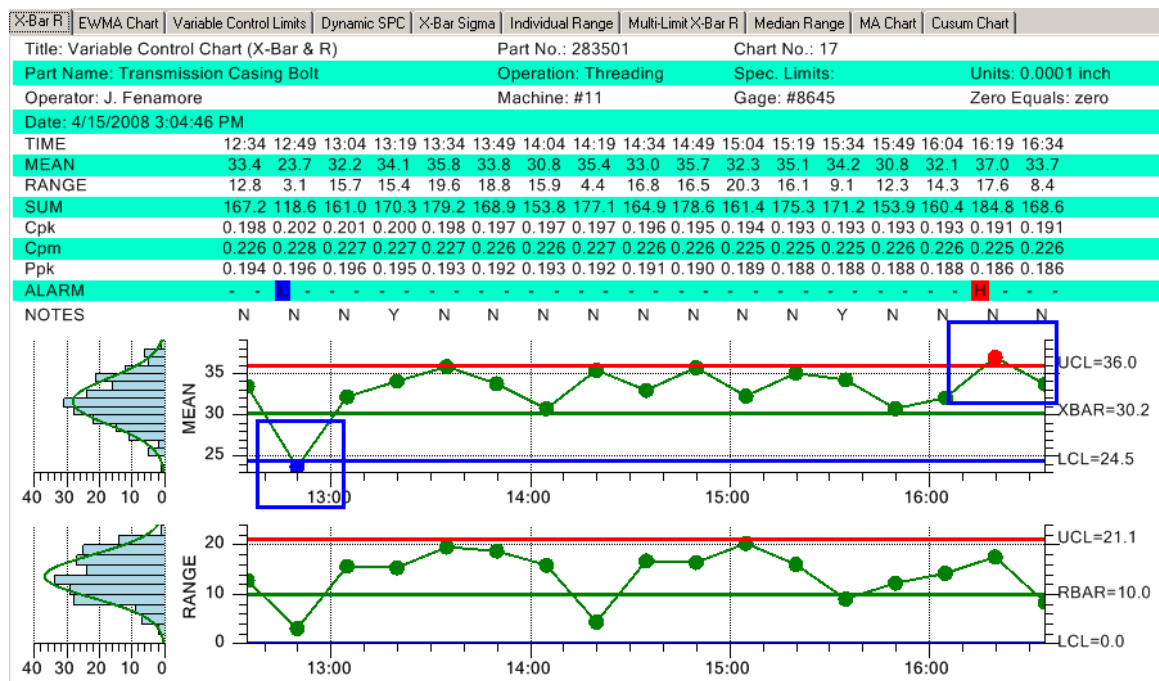 X-Bar R EWMA Chart Variable Control Limits Dynamic SPC X-Bar Sigma Individual Range Multi-Limit X-Bar R Median Range MA Chart Cusum Chart
Title: Variable Control Chart (X-Bar & R) Part No.: 283501 Chart No.: 17
Part Name: Transmission Casing Bolt Operation: Threading Spec. Limits: Units: 0.0001 inch
Operator: J. Fenamore Machine: #11 Gage: #8645 Zero Equals: zero
Date: 4/15/2008 3:04:46 PM
TIME 12:34 12:49 13:04 13:19 13:34 13:49 14:04 14:19 14:34 14:49 15:04 15:19 15:34 15:49 16:04 16:19 16:34
MEAN 33.4 23.7 32.2 34.1 35.8 33.8 30.8 35.4 33.0 35.7 32.3 35.1 34.2 30.8 32.1 37.0 33.7
RANGE 12.8 3.1 15.7 15.4 19.6 18.8 15.9 4.4 16.8 16.5 20.3 16.1 9.1 12.3 14.3 17.6 8.4
SUM 167.2 118.6 161.0 170.3 179.2 168.9 153.8 177.1 164.9 178.6 161.4 175.3 171.2 153.9 160.4 184.8 168.6
Cpk 0.198 0.202 0.201 0.200 0.198 0.197 0.197 0.197 0.196 0.195 0.194 0.193 0.193 0.193 0.193 0.191 0.191
Cpm 0.226 0.228 0.227 0.227 0.227 0.226 0.226 0.227 0.226 0.226 0.225 0.225 0.225 0.226 0.226 0.225 0.226
Ppk 0.194 0.196 0.196 0.195 0.193 0.192 0.193 0.192 0.191 0.190 0.189 0.188 0.188 0.188 0.188 0.186 0.186
ALARM - - L - - - - - - - - - - - - - - - - - - - - - - - - - - - H - - -
NOTES N N N Y N N N N N N N N Y N N N N
MEAN
35
30
25
UCL=36.0
XBAR=30.2
LCL=24.5
40 30 20 10 0 13:00 14:00 15:00 16:00
RANGE
20
10
0
UCL=21.1
RBAR=10.0
LCL=0.0
40 30 20 10 0 13:00 14:00 15:00 16:00